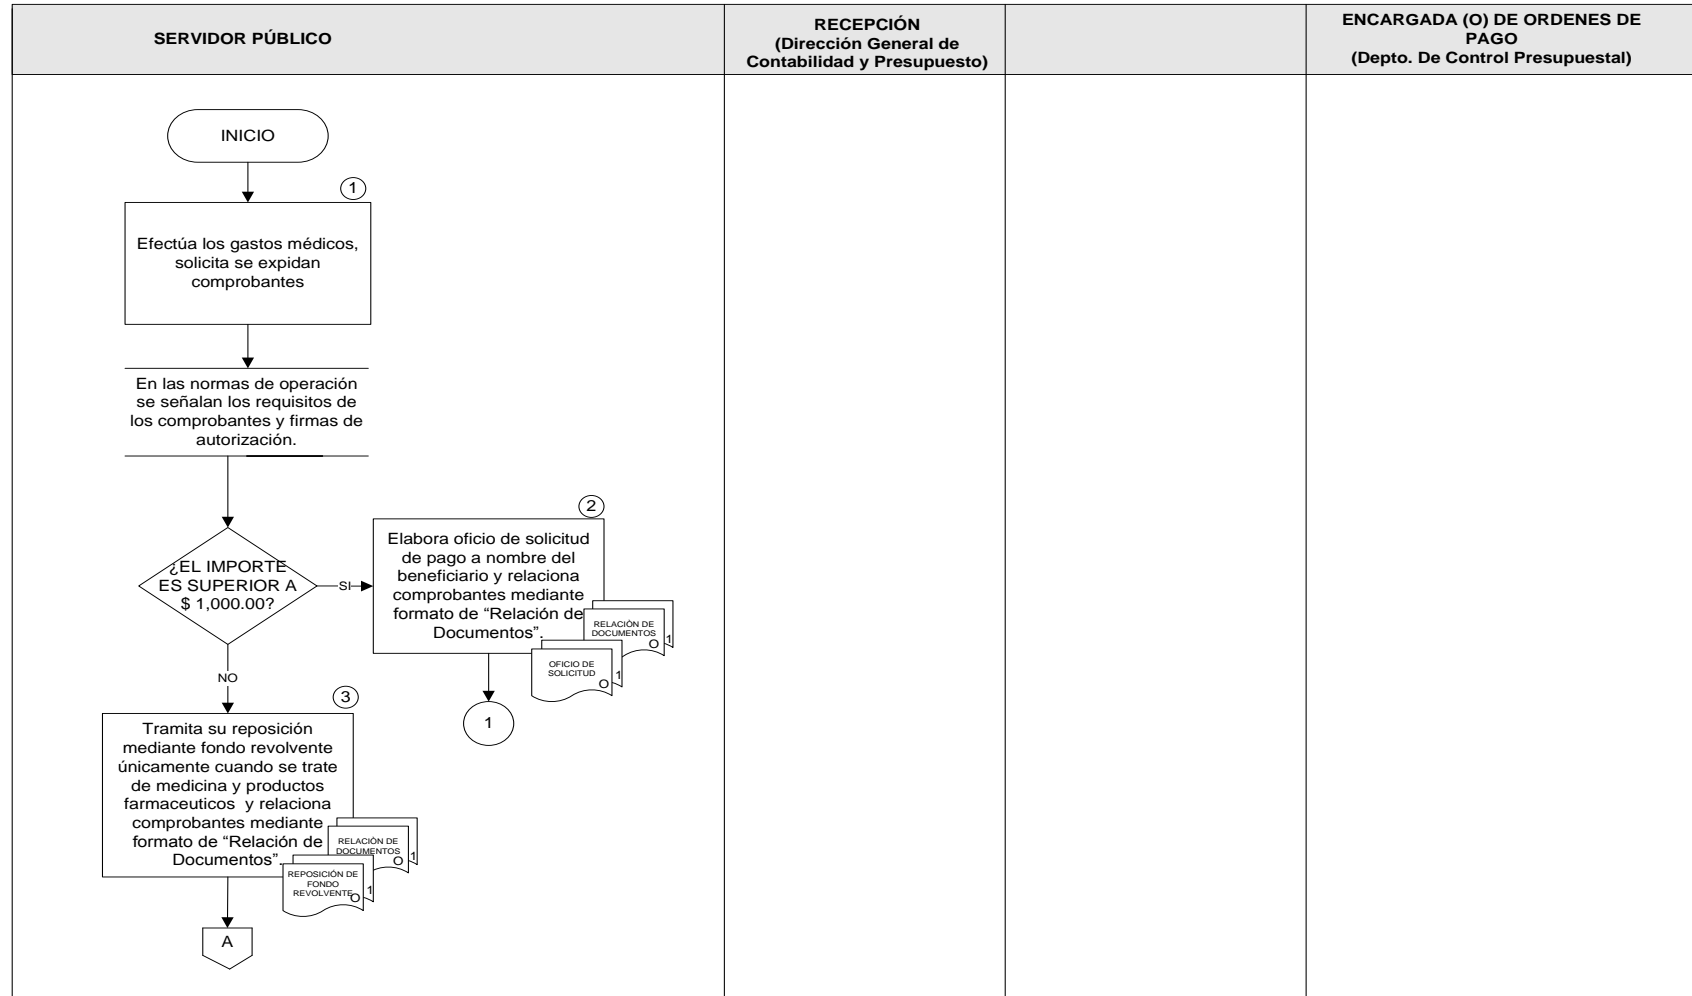 SERVIDOR PÚBLICO
RECEPCIÓN
(Dirección General de
Contabilidad y Presupuesto)
ENCARGADA (O) DE ORDENES DE
PAGO
(Depto. De Control Presupuestal)
INICIO
1
Efectúa los gastos médicos,
solicita se expidan
comprobantes
En las normas de operación
se señalan los requisitos de
los comprobantes y firmas de
autorización.
¿EL IMPORTE
ES SUPERIOR A
$ 1,000.00?
SI
2
Elabora oficio de solicitud
de pago a nombre del
beneficiario y relaciona
comprobantes mediante
formato de “Relación de
Documentos”.
RELACIÓN DE
DOCUMENTOS
O
1
OFICIO DE
SOLICITUD
O
1
1
NO
3
Tramita su reposición
mediante fondo revolvente
únicamente cuando se trate
de medicina y productos
farmaceuticos y relaciona
comprobantes mediante
formato de “Relación de
Documentos”.
RELACIÓN DE
DOCUMENTOS
O
1
REPOSICIÓN DE
FONDO
REVOLVENTE
O
1
A